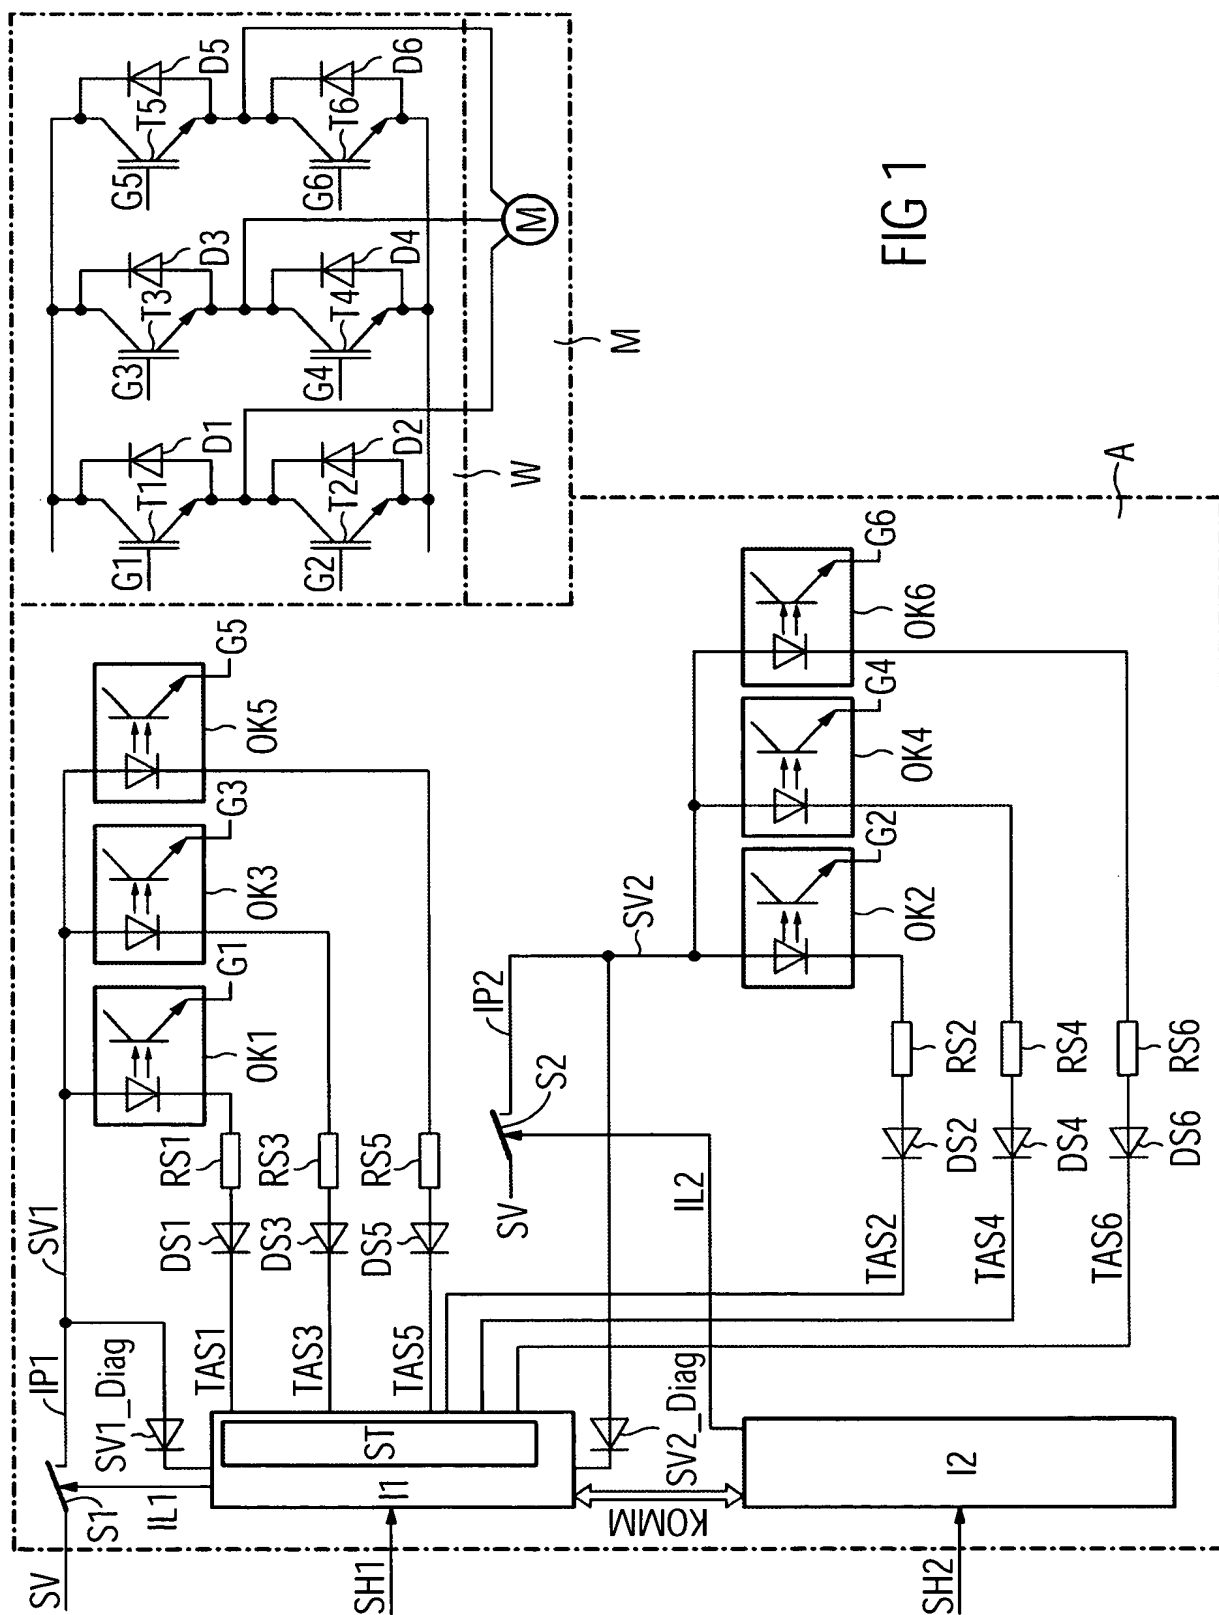 SV
S1
IL1
IP1
SV1
SV1_Diag
SH1
I1
ST
TAS1
TAS3
TAS5
DS1
DS3
DS5
RS1
RS3
RS5
OK1
OK3
OK5
G1
G3
G5
KOMM
SV2_Diag
SH2
I2
IL2
SV
S2
IP2
SV2
TAS2
TAS4
TAS6
DS2
DS4
DS6
RS2
RS4
RS6
OK2
OK4
OK6
G2
G4
G6
G1
T1
D1
G3
T3
D3
G5
T5
D5
G2
T2
D2
G4
T4
D4
G6
T6
D6
W
M
M
A
FIG 1